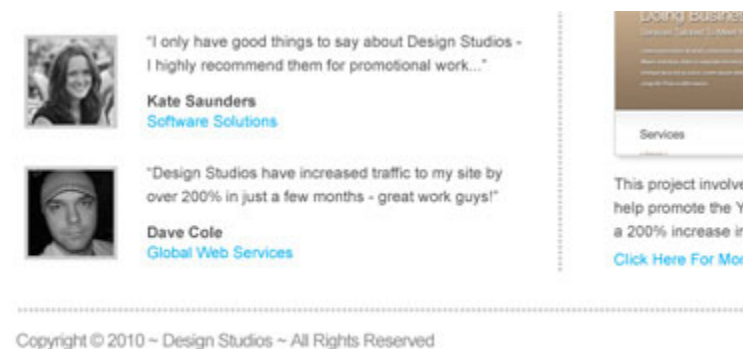 "I only have good things to say about Design Studios -
I highly recommend them for promotional work..."
Kate Saunders
Software Solutions
"Design Studios have increased traffic to my site by
over 200% in just a few months - great work guys!"
Dave Cole
Global Web Services
Doing
Services
This project
help promote the
a 200% increase
Click Here For
Copyright © 2010 ~ Design Studios ~ All Rights Reserved